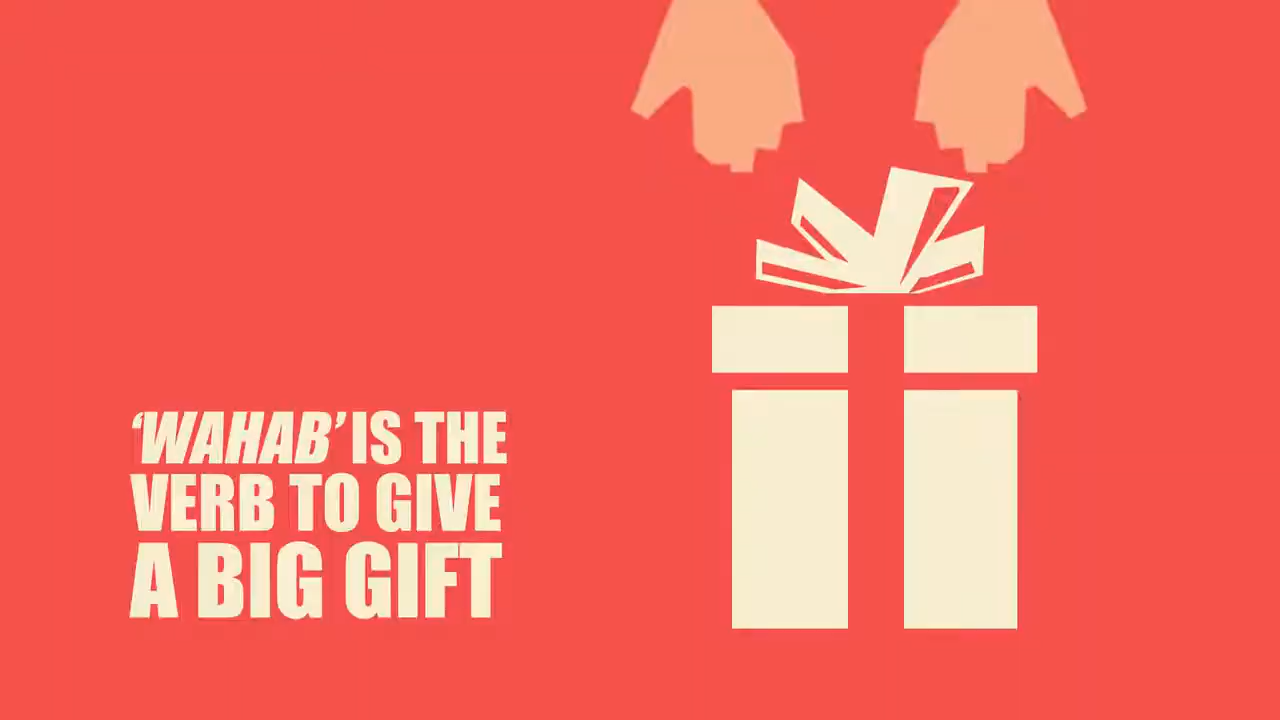 ‘WAHAB’ IS THE
VERB TO GIVE
A BIG GIFT